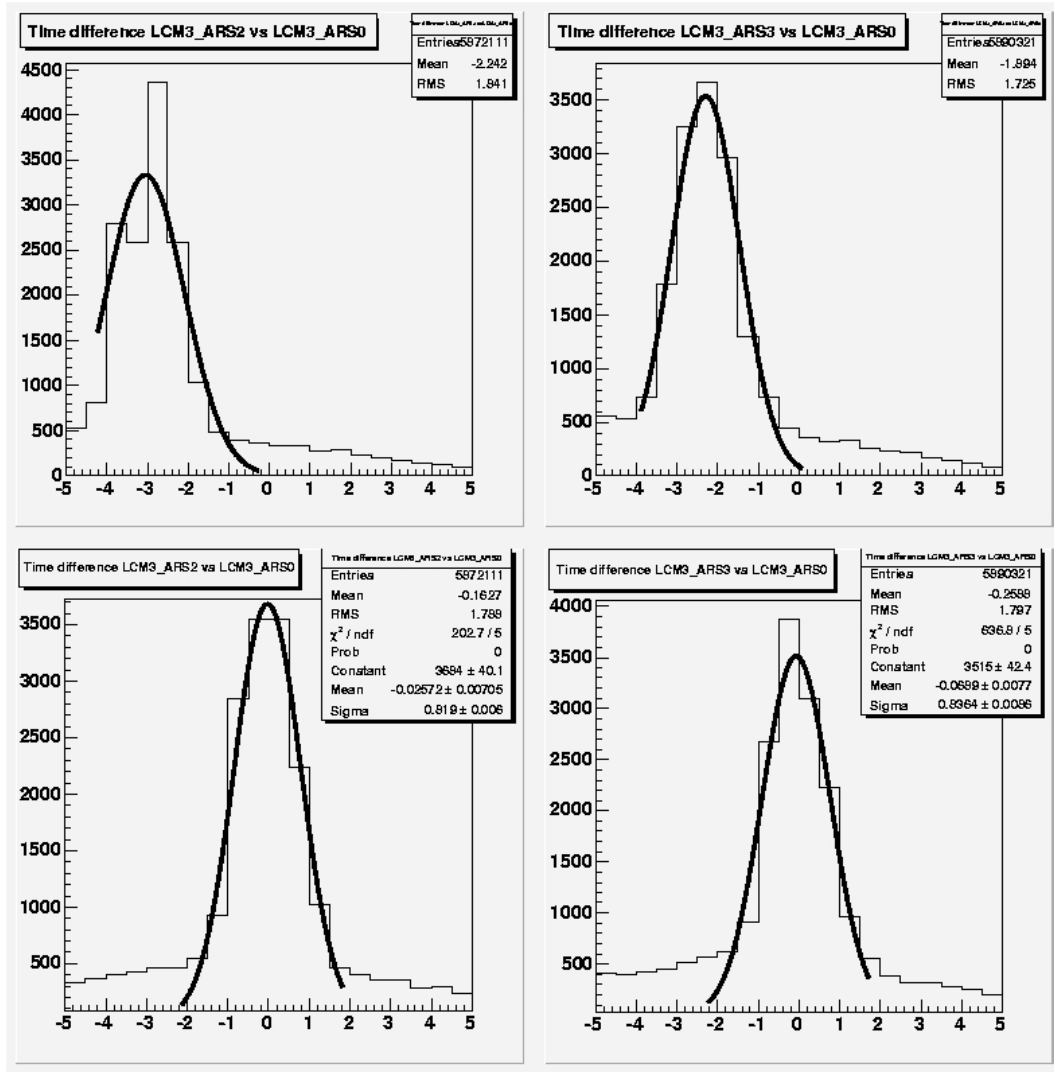 Time difference LCM3_ARS2 vs LCM3_ARS0
Entries 5972111
Mean -2.242
RMS 1.841
4500
4000
3500
3000
2500
2000
1500
1000
500
0
-5 -4 -3 -2 -1 0 1 2 3 4 5
Time difference LCM3_ARS3 vs LCM3_ARS0
Entries 5990321
Mean -1.894
RMS 1.725
3500
3000
2500
2000
1500
1000
500
0
-5 -4 -3 -2 -1 0 1 2 3 4 5
Time difference LCM3_ARS2 vs LCM3_ARS0
Time difference LCM3_ARS2 vs LCM3_ARS0
Entries 5972111
Mean -0.1627
RMS 1.788
χ² / ndf 202.7 / 5
Prob 0
Constant 3684 ± 40.1
Mean -0.02572 ± 0.00705
Sigma 0.819 ± 0.006
3500
3000
2500
2000
1500
1000
500
-5 -4 -3 -2 -1 0 1 2 3 4 5
Time difference LCM3_ARS3 vs LCM3_ARS0
Time difference LCM3_ARS3 vs LCM3_ARS0
Entries 5990321
Mean -0.2588
RMS 1.797
χ² / ndf 636.8 / 5
Prob 0
Constant 3515 ± 42.4
Mean -0.0689 ± 0.0077
Sigma 0.8364 ± 0.0086
4000
3500
3000
2500
2000
1500
1000
500
0
-5 -4 -3 -2 -1 0 1 2 3 4 5